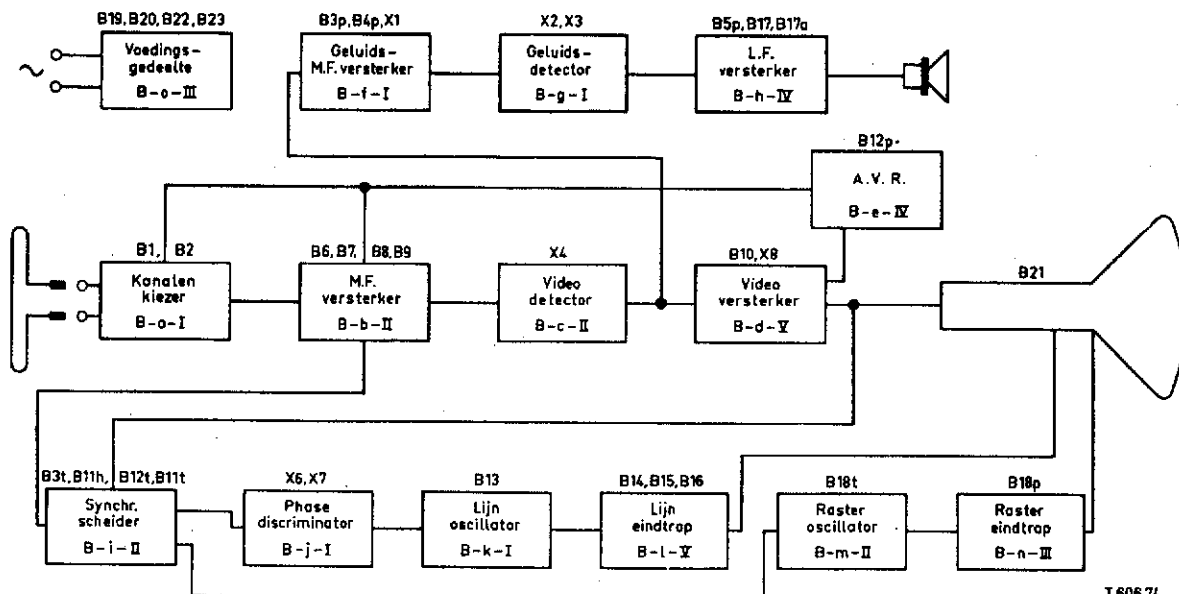 B19, B20, B22, B23
Voedings-
gedeelte
B-o-III
B3p, B4p, X1
Geluids-
M.F. versterker
B-f-I
X2, X3
Geluids-
detector
B-g-I
B5p, B17, B17a
L.F.
versterker
B-h-IV
B12p.
A.V.R.
B-e-IV
B1, B2
Kanalen
kiezer
B-a-I
B6, B7, B8, B9
M.F.
versterker
B-b-II
X4
Video
detector
B-c-II
B10, X8
Video
versterker
B-d-V
B21
B3t, B11h, B12t, B11t
Synchr.
scheider
B-i-II
X6, X7
Phase
discriminator
B-j-I
B13
Lijn
oscillator
B-k-I
B14, B15, B16
Lijn
eindtrap
B-l-V
B18t
Raster
oscillator
B-m-II
B18p
Raster
eindtrap
B-n-III